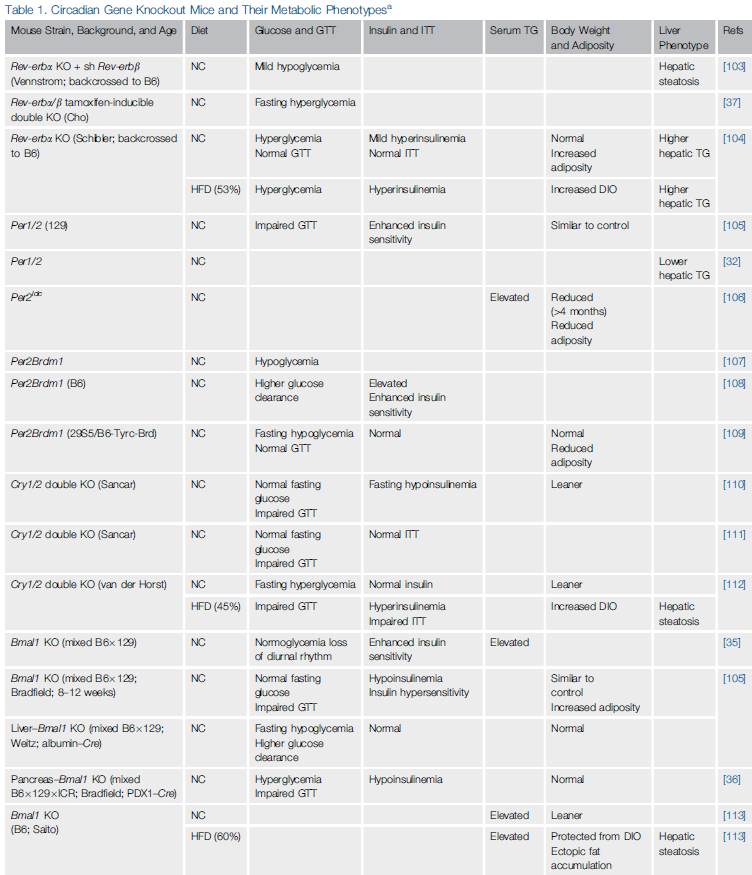 Table 1. Circadian Gene Knockout Mice and Their Metabolic Phenotypesᵃ
Mouse Strain, Background, and Age Diet Glucose and GTT Insulin and ITT Serum TG Body Weight and Adiposity Liver Phenotype Refs
Rev-erbα KO + sh Rev-erbβ (Vennstrom; backcrossed to B6) NC Mild hypoglycemia Hepatic steatosis [103]
Rev-erbα/β tamoxifen-inducible double KO (Cho) NC Fasting hyperglycemia [37]
Rev-erbα KO (Schibler; backcrossed to B6) NC Hyperglycemia Normal GTT Mild hyperinsulinemia Normal ITT Normal Increased adiposity Higher hepatic TG [104]
HFD (53%) Hyperglycemia Hyperinsulinemia Increased DIO Higher hepatic TG
Per1/2 (129) NC Impaired GTT Enhanced insulin sensitivity Similar to control [105]
Per1/2 NC Lower hepatic TG [32]
Per2 NC Elevated Reduced (>4 months) Reduced adiposity [106]
Per2Brdm1 NC Hypoglycemia [107]
Per2Brdm1 (B6) NC Higher glucose clearance Elevated Enhanced insulin sensitivity [108]
Per2Brdm1 (29S5/B6-Tyrc-Brd) NC Fasting hypoglycemia Normal GTT Normal Normal Reduced adiposity [109]
Cry1/2 double KO (Sancar) NC Normal fasting glucose Impaired GTT Fasting hypoinsulinemia Leaner [110]
Cry1/2 double KO (Sancar) NC Normal fasting glucose Impaired GTT Normal ITT [111]
Cry1/2 double KO (van der Horst) NC Fasting hyperglycemia Normal insulin Leaner [112]
HFD (45%) Impaired GTT Hyperinsulinemia Impaired ITT Increased DIO Hepatic steatosis
Bmal1 KO (mixed B6×129) NC Normoglycemia loss of diurnal rhythm Enhanced insulin sensitivity Elevated [35]
Bmal1 KO (mixed B6×129; Bradfield; 8–12 weeks) NC Normal fasting glucose Impaired GTT Hypoinsulinemia Insulin hypersensitivity Similar to control Increased adiposity [105]
Liver–Bmal1 KO (mixed B6×129; Weitz; albumin–Cre) NC Fasting hypoglycemia Higher glucose clearance Normal Normal
Pancreas–Bmal1 KO (mixed B6×129×ICR; Bradfield; PDX1–Cre) NC Hyperglycemia Impaired GTT Hypoinsulinemia Normal [36]
Bmal1 KO (B6; Saito) NC Elevated Leaner [113]
HFD (60%) Elevated Protected from DIO Ectopic fat accumulation Hepatic steatosis [113]